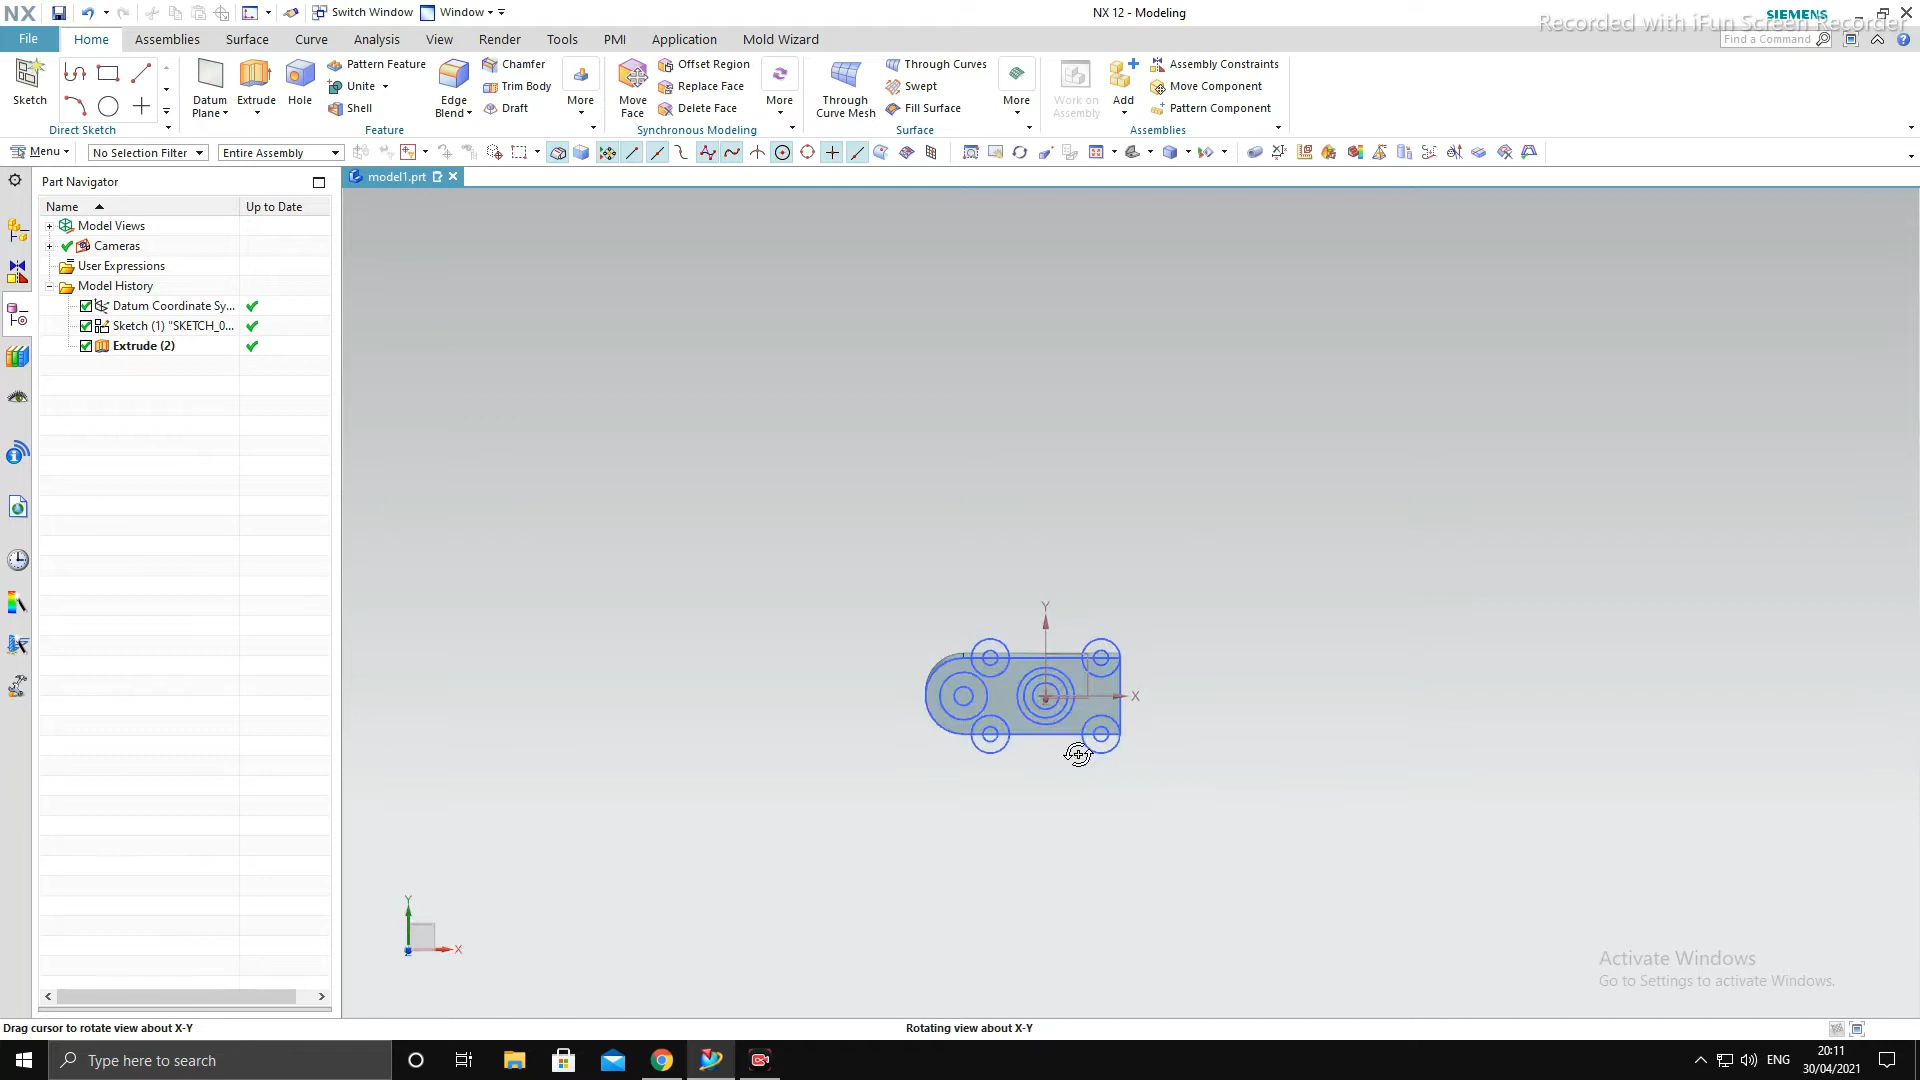 NX
Switch Window
Window
NX 12 - Modeling
SIEMENS
Recorded with iFun Screen Recorder
File
Home
Assemblies
Surface
Curve
Analysis
View
Render
Tools
PMI
Application
Mold Wizard
Find a Command
Sketch
Direct Sketch
Datum Plane
Extrude
Hole
Pattern Feature
Unite
Shell
Edge Blend
Chamfer
Trim Body
Draft
More
Feature
Move Face
Offset Region
Replace Face
Delete Face
More
Synchronous Modeling
Through Curve Mesh
Through Curves
Swept
Fill Surface
More
Surface
Work on Assembly
Add
Assembly Constraints
Move Component
Pattern Component
Assemblies
Menu
No Selection Filter
Entire Assembly
Part Navigator
model1.prt
Name
Up to Date
Model Views
Cameras
User Expressions
Model History
Datum Coordinate Sy...
Sketch (1) "SKETCH_0...
Extrude (2)
Y
X
Y
X
Z
Activate Windows
Go to Settings to activate Windows.
Drag cursor to rotate view about X-Y
Rotating view about X-Y
Type here to search
ENG
20:11
30/04/2021